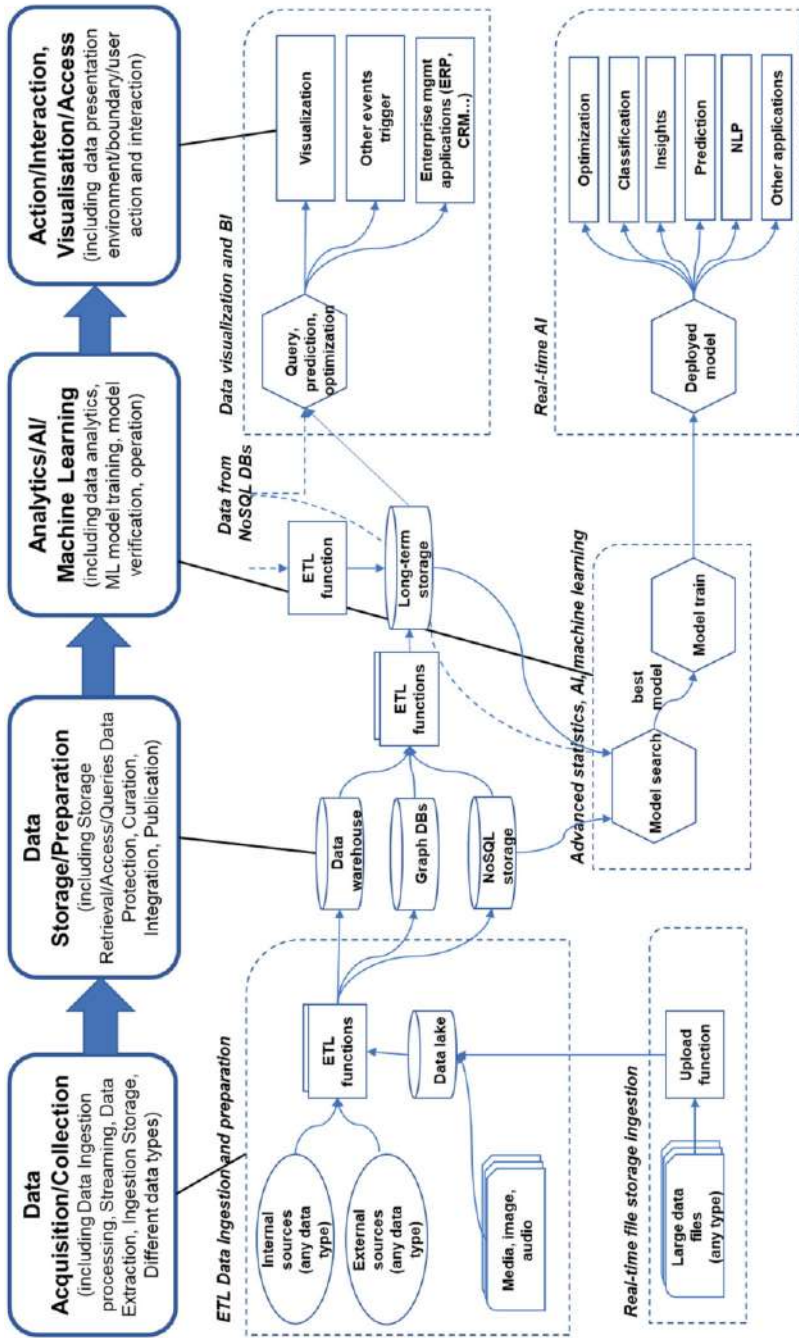 Data
Acquisition/Collection
(including Data Ingestion
processing, Streaming, Data
Extraction, Ingestion Storage,
Different data types)
Data
Storage/Preparation
(including Storage
Retrieval/Access/Queries Data
Protection, Curation,
Integration, Publication)
Analytics/AI/
Machine Learning
(including data analytics,
ML model training, model
verification, operation)
Action/Interaction,
Visualisation/Access
(including data presentation
environment/boundary/user
action and interaction)
ETL Data Ingestion and preparation
Internal
sources
(any data
type)
External
sources (any
data type)
Media, image,
audio
ETL
functions
Data lake
Real-time file storage ingestion
Large data
files
(any type)
Upload
function
Data
warehouse
Graph DBs
NoSQL
storage
ETL
functions
ETL
function
Long-term
storage
Data from
NoSQL DBs
Advanced statistics, AI, machine learning
Model search
best
model
Model train
Data visualization and BI
Query,
prediction,
optimization
Visualization
Other events
trigger
Enterprise mgmt
applications (ERP,
CRM...)
Real-time AI
Deployed
model
Optimization
Classification
Insights
Prediction
NLP
Other applications